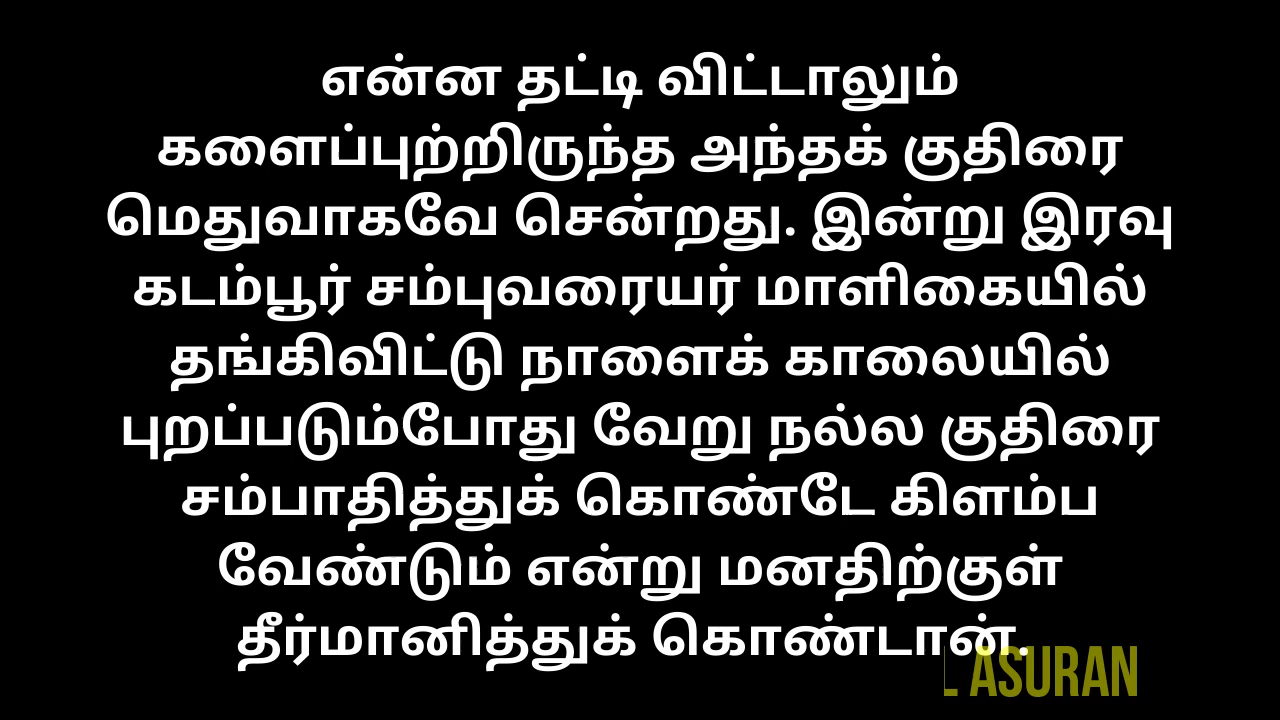 என்ன தட்டி விட்டாலும்
களைப்புற்றிருந்த அந்தக் குதிரை
மெதுவாகவே சென்றது. இன்று இரவு
கடம்பூர் சம்புவரையர் மாளிகையில்
தங்கிவிட்டு நாளைக் காலையில்
புறப்படும்போது வேறு நல்ல குதிரை
சம்பாதித்துக் கொண்டே கிளம்ப
வேண்டும் என்று மனதிற்குள்
தீர்மானித்துக் கொண்டான்.
ASURAN